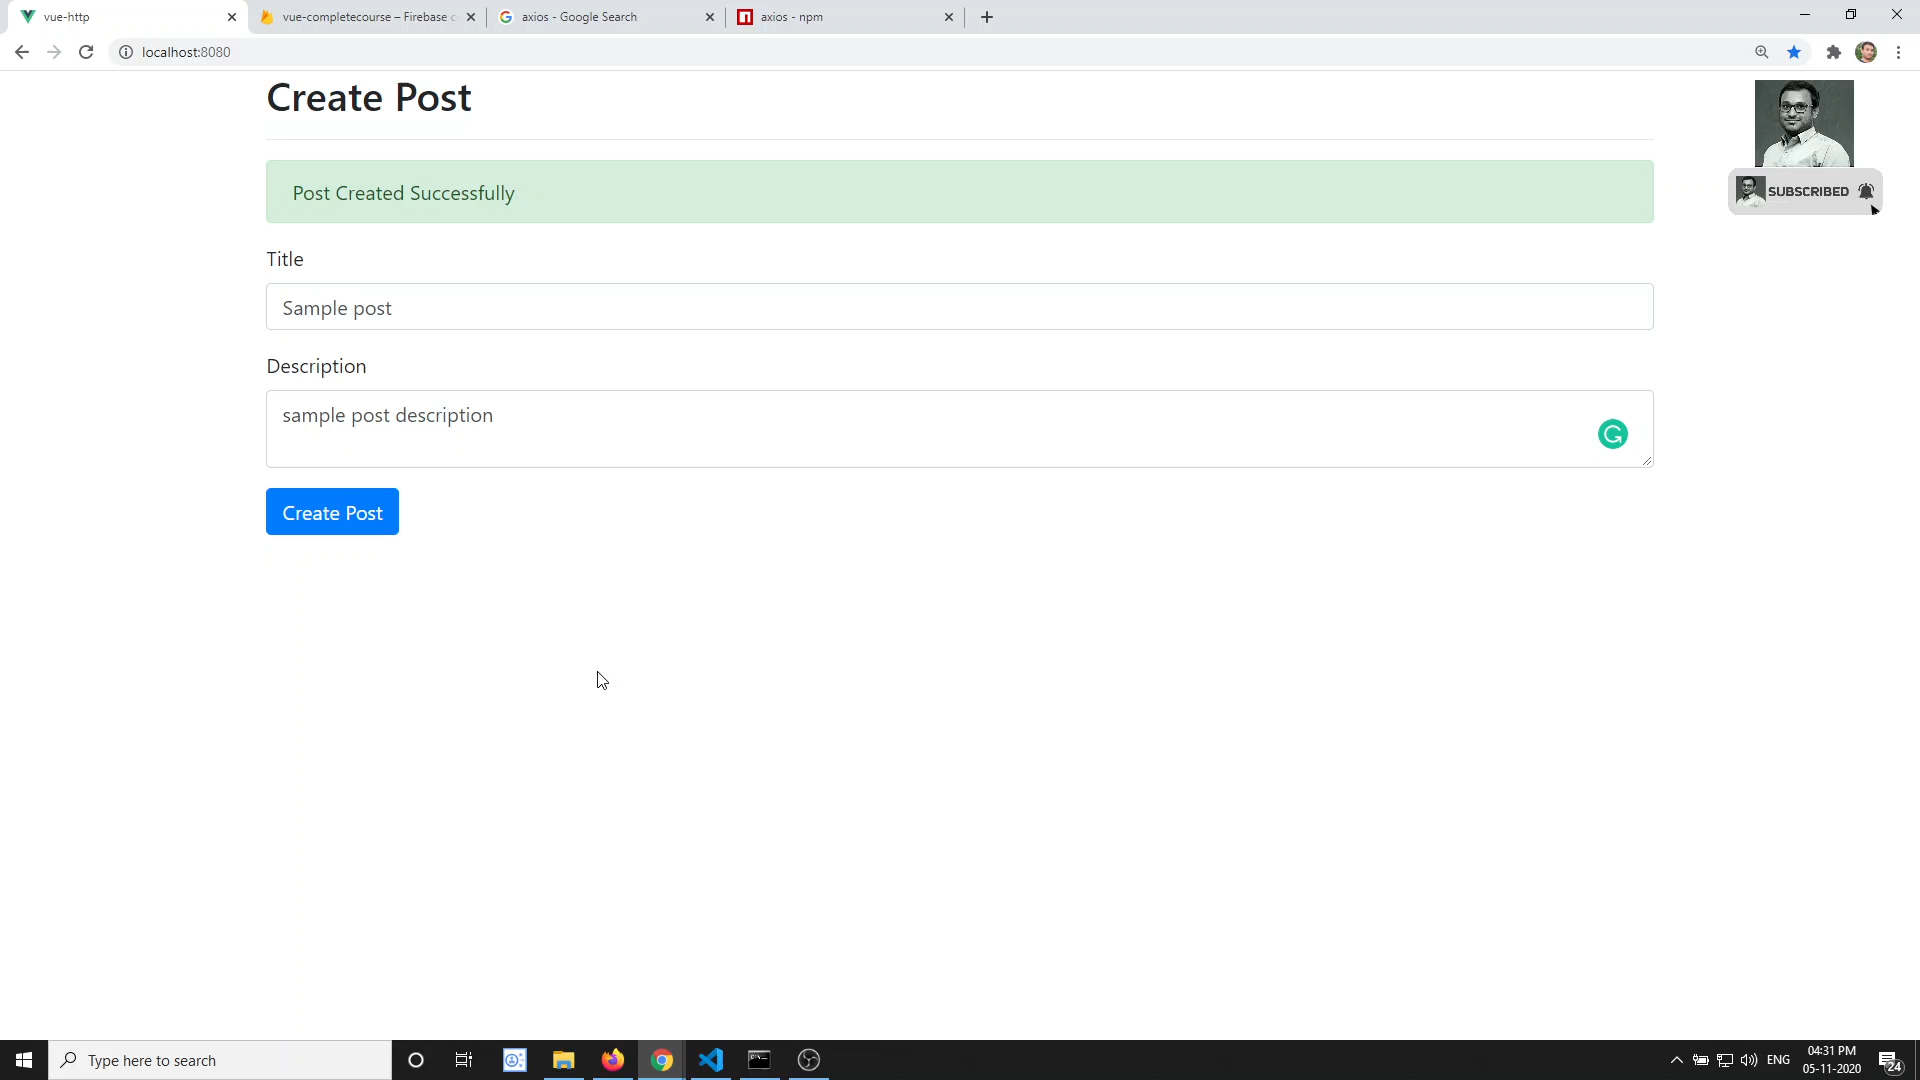 vue-http
vue-completecourse – Firebase c
axios - Google Search
axios - npm
localhost:8080
Create Post
SUBSCRIBED
Post Created Successfully
Title
Sample post
Description
sample post description
Create Post
Type here to search
ENG
04:31 PM
05-11-2020
24